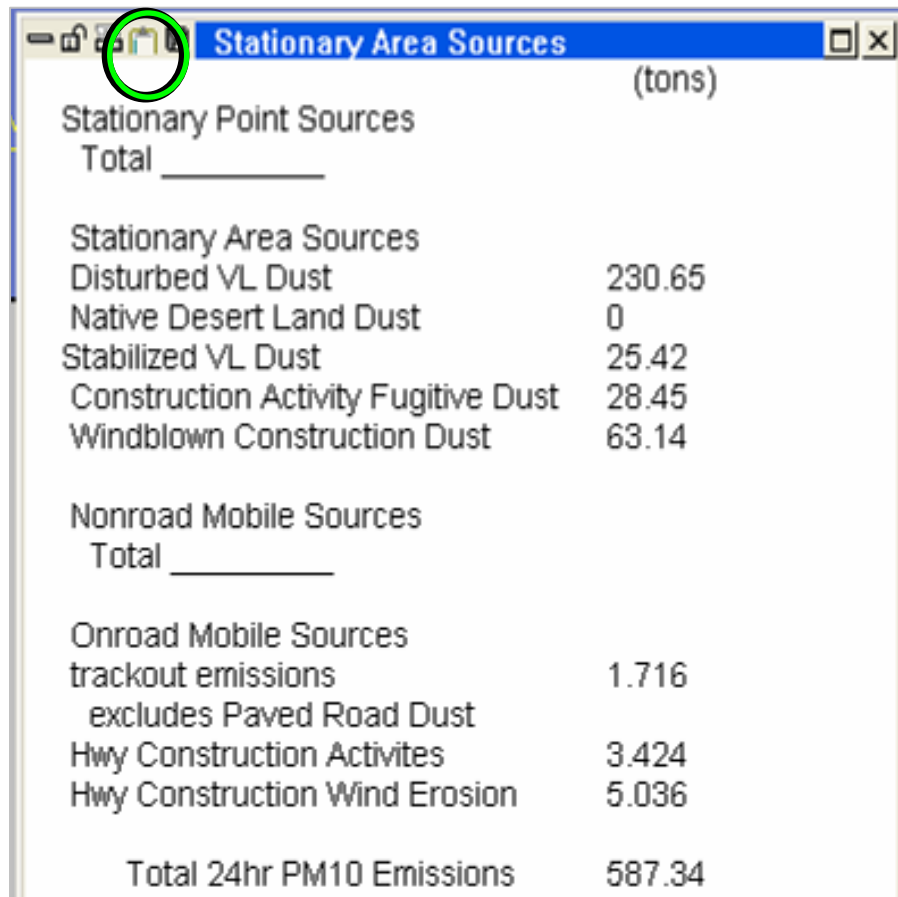 Stationary Area Sources
(tons)
Stationary Point Sources
Total __________
Stationary Area Sources
Disturbed VL Dust 230.65
Native Desert Land Dust 0
Stabilized VL Dust 25.42
Construction Activity Fugitive Dust 28.45
Windblown Construction Dust 63.14
Nonroad Mobile Sources
Total __________
Onroad Mobile Sources
trackout emissions 1.716
excludes Paved Road Dust
Hwy Construction Activites 3.424
Hwy Construction Wind Erosion 5.036
Total 24hr PM10 Emissions 587.34